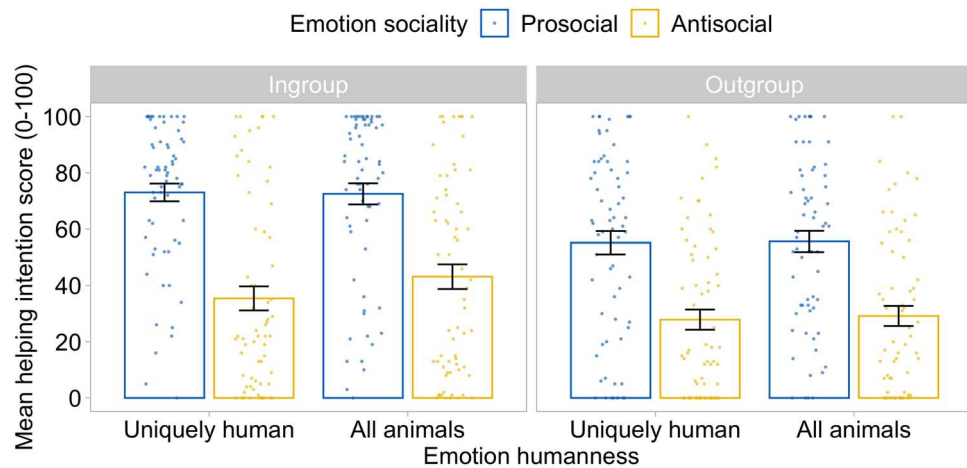 Emotion sociality Prosocial Antisocial
Ingroup Outgroup
Mean helping intention score (0-100)
100
80
60
40
20
0
Uniquely human All animals Uniquely human All animals
Emotion humanness